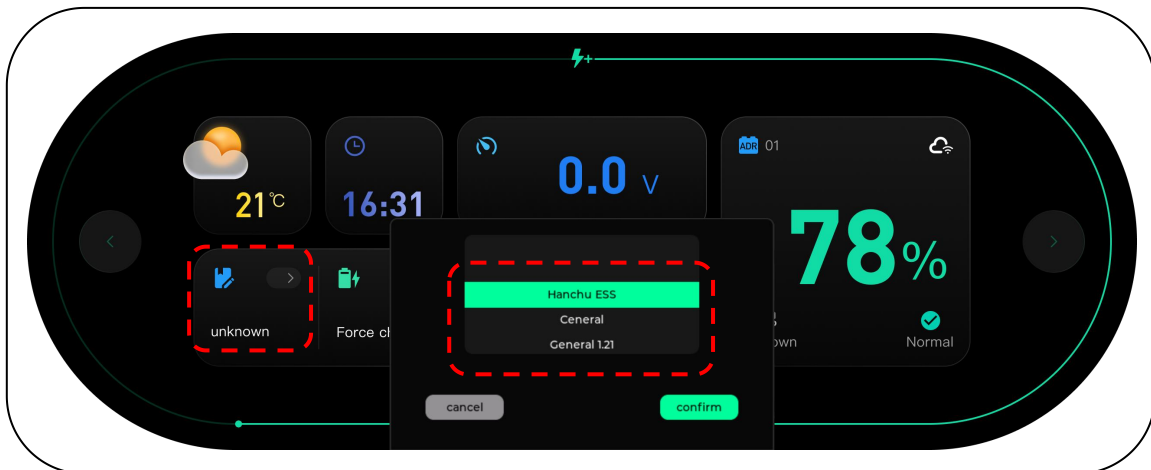 ADR 01
21℃
16:31
0.0 V
78%
unknown
Force c
Hanchu ESS
Ceneral
General 1.21
own
Normal
cancel
confirm